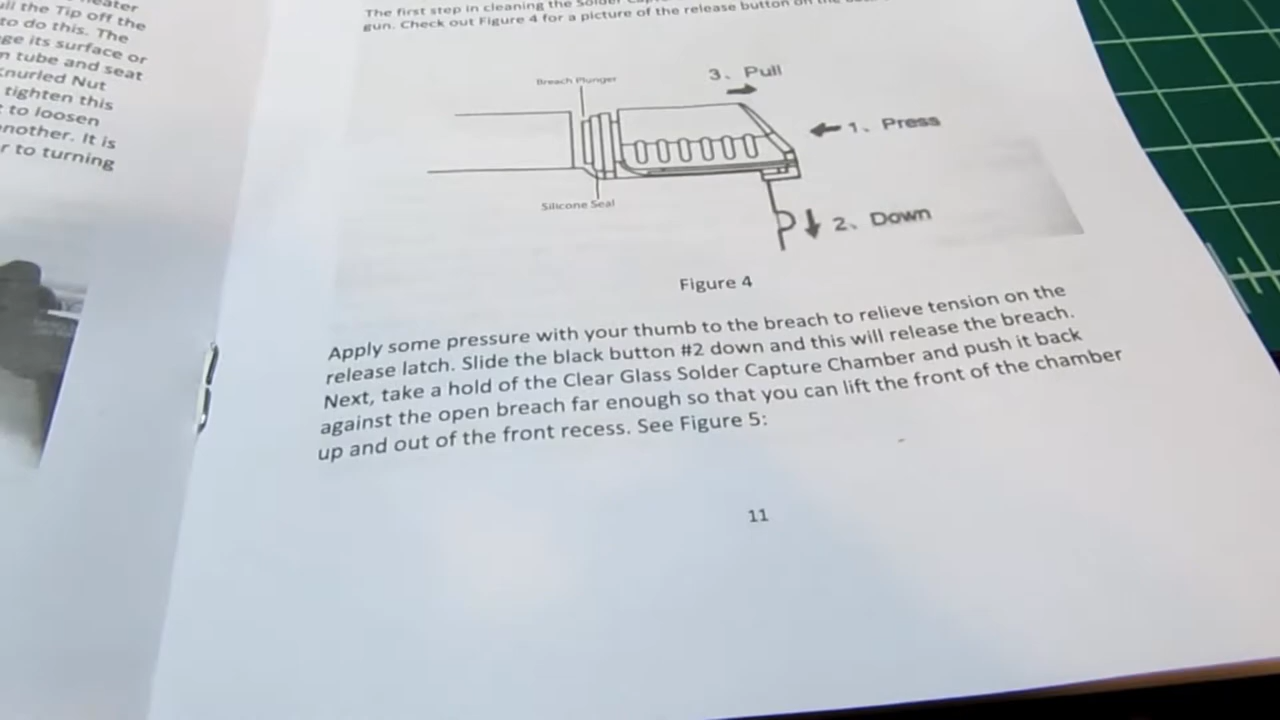 ull the Tip off the
to do this. The
ge its surface or
n tube and seat
Knurled Nut
tighten this
to loosen
nother. It is
r to turning
The first step in cleaning the Solder
gun. Check out Figure 4 for a picture of the release button on the
3、Pull
Breach Plunger
1、Press
Silicone Seal
2、Down
Figure 4
Apply some pressure with your thumb to the breach to relieve tension on the
release latch. Slide the black button #2 down and this will release the breach.
Next, take a hold of the Clear Glass Solder Capture Chamber and push it back
against the open breach far enough so that you can lift the front of the chamber
up and out of the front recess. See Figure 5:
11